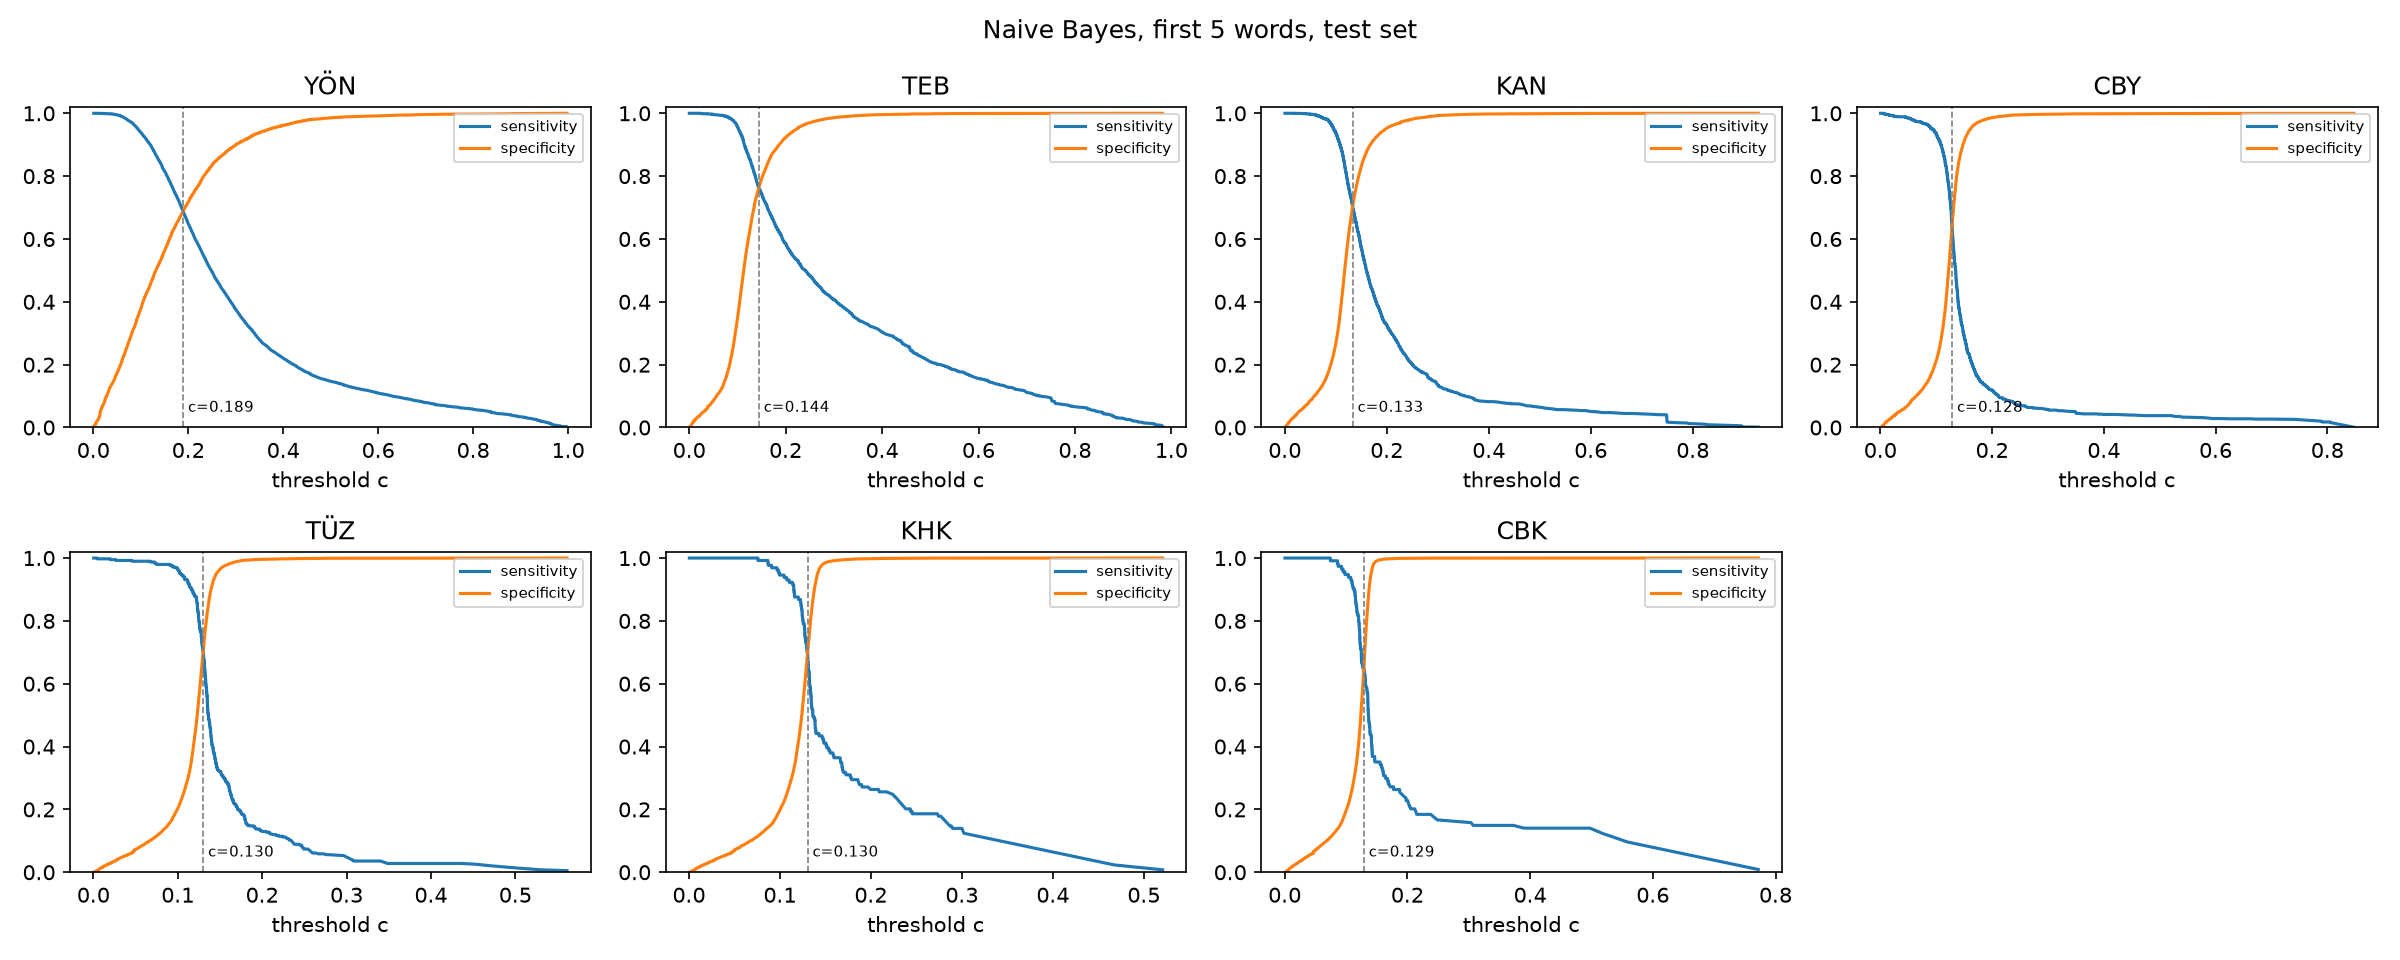 Naive Bayes, first 5 words, test set
YÖN
1.0
0.8
0.6
0.4
0.2
0.0
sensitivity
specificity
c=0.189
0.0 0.2 0.4 0.6 0.8 1.0
threshold c
TEB
1.0
0.8
0.6
0.4
0.2
0.0
sensitivity
specificity
c=0.144
0.0 0.2 0.4 0.6 0.8 1.0
threshold c
KAN
1.0
0.8
0.6
0.4
0.2
0.0
sensitivity
specificity
c=0.133
0.0 0.2 0.4 0.6 0.8
threshold c
CBY
1.0
0.8
0.6
0.4
0.2
0.0
sensitivity
specificity
c=0.128
0.0 0.2 0.4 0.6 0.8
threshold c
TÜZ
1.0
0.8
0.6
0.4
0.2
0.0
sensitivity
specificity
c=0.130
0.0 0.1 0.2 0.3 0.4 0.5
threshold c
KHK
1.0
0.8
0.6
0.4
0.2
0.0
sensitivity
specificity
c=0.130
0.0 0.1 0.2 0.3 0.4 0.5
threshold c
CBK
1.0
0.8
0.6
0.4
0.2
0.0
sensitivity
specificity
c=0.129
0.0 0.2 0.4 0.6 0.8
threshold c